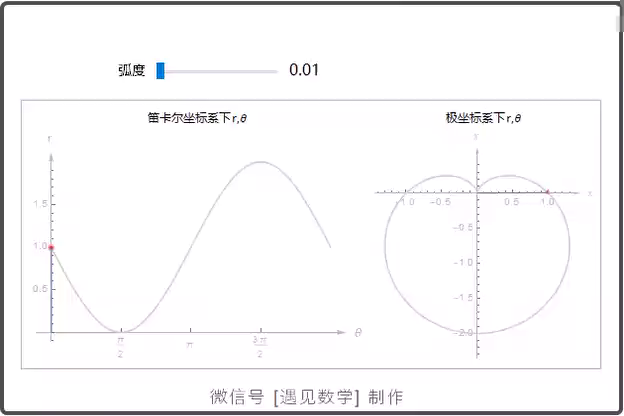 弧度 0.01
笛卡尔坐标系下 r,θ
极坐标系下 r,θ
r
1.5
1.0
0.5
π/2
π
3π/2
θ
-1.0 -0.5 0.5 1.0 x
-0.5
-1.0
-1.5
-2.0
微信号 [遇见数学] 制作